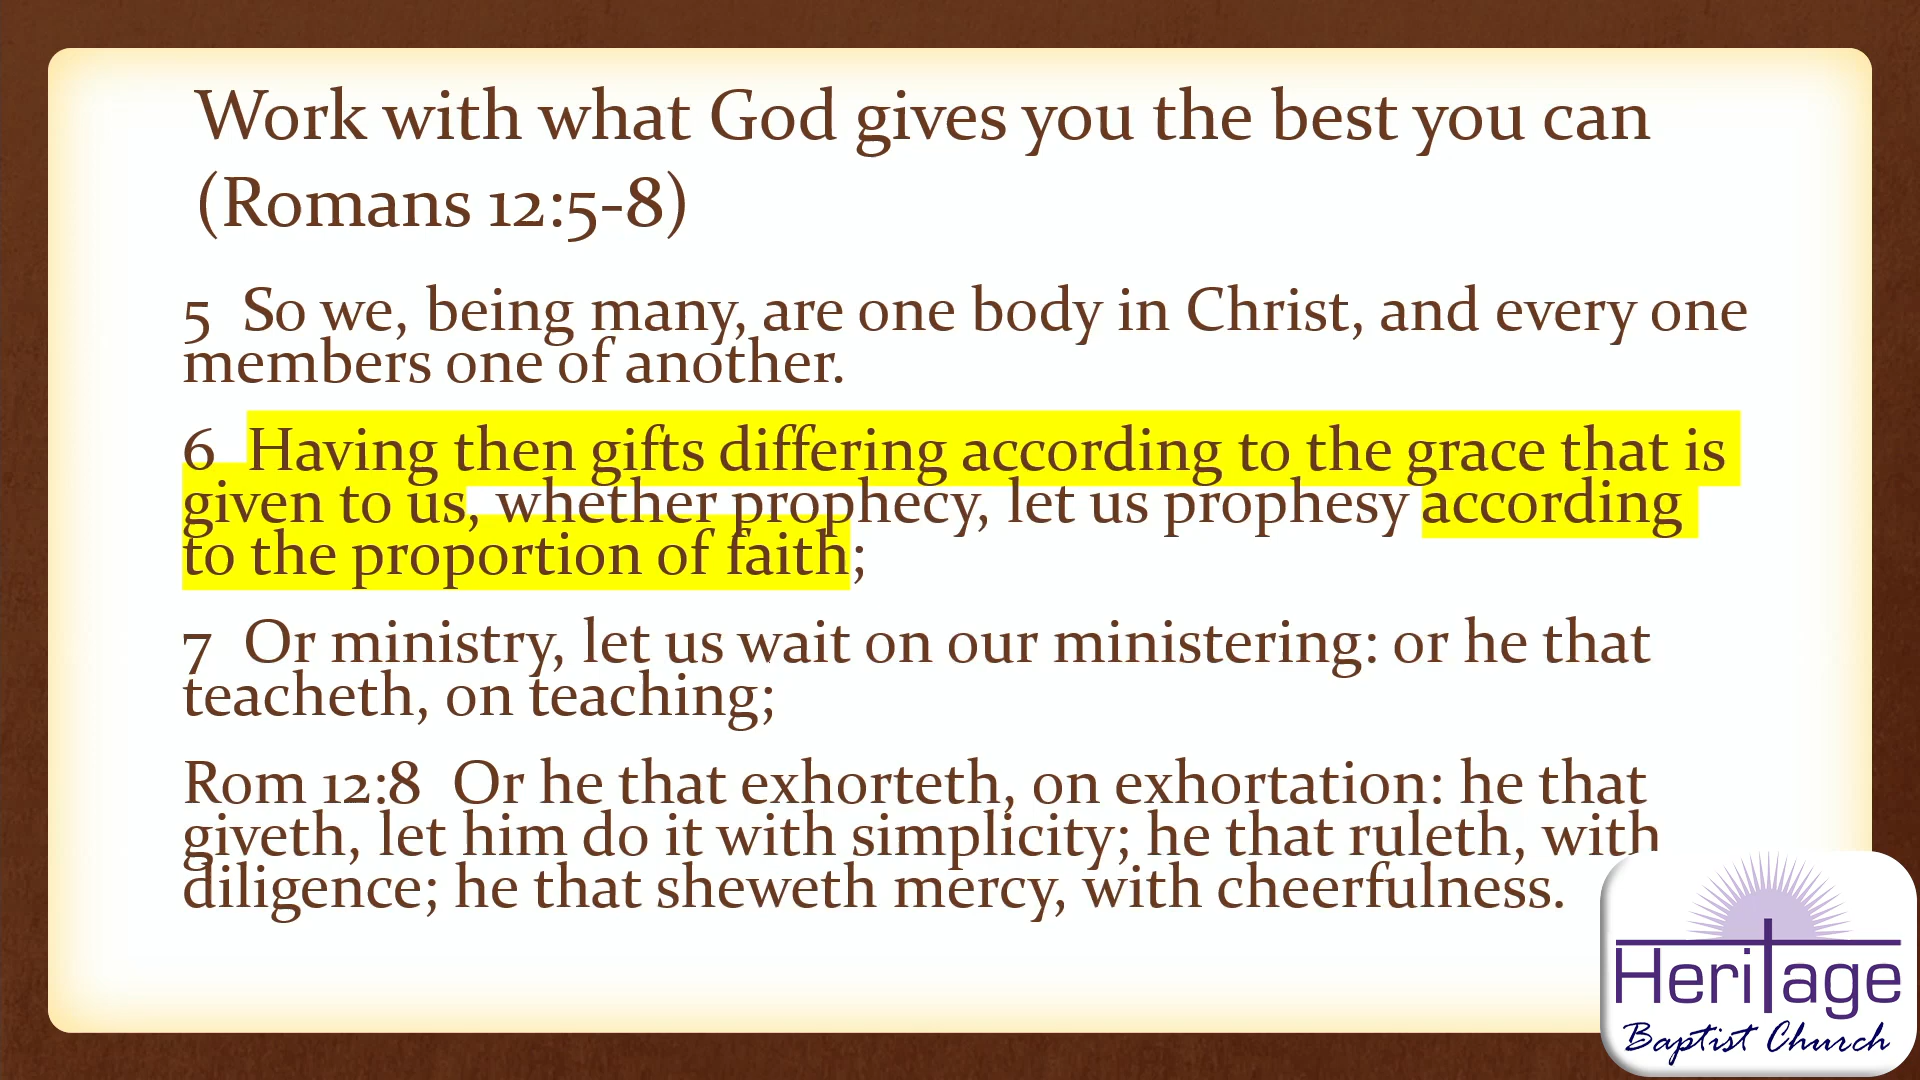 Work with what God gives you the best you can
(Romans 12:5-8)
5 So we, being many, are one body in Christ, and every one
members one of another.
6 Having then gifts differing according to the grace that is
given to us, whether prophecy, let us prophesy according
to the proportion of faith;
7 Or ministry, let us wait on our ministering: or he that
teacheth, on teaching;
Rom 12:8 Or he that exhorteth, on exhortation: he that
giveth, let him do it with simplicity; he that ruleth, with
diligence; he that sheweth mercy, with cheerfulness.
Heritage
Baptist Church